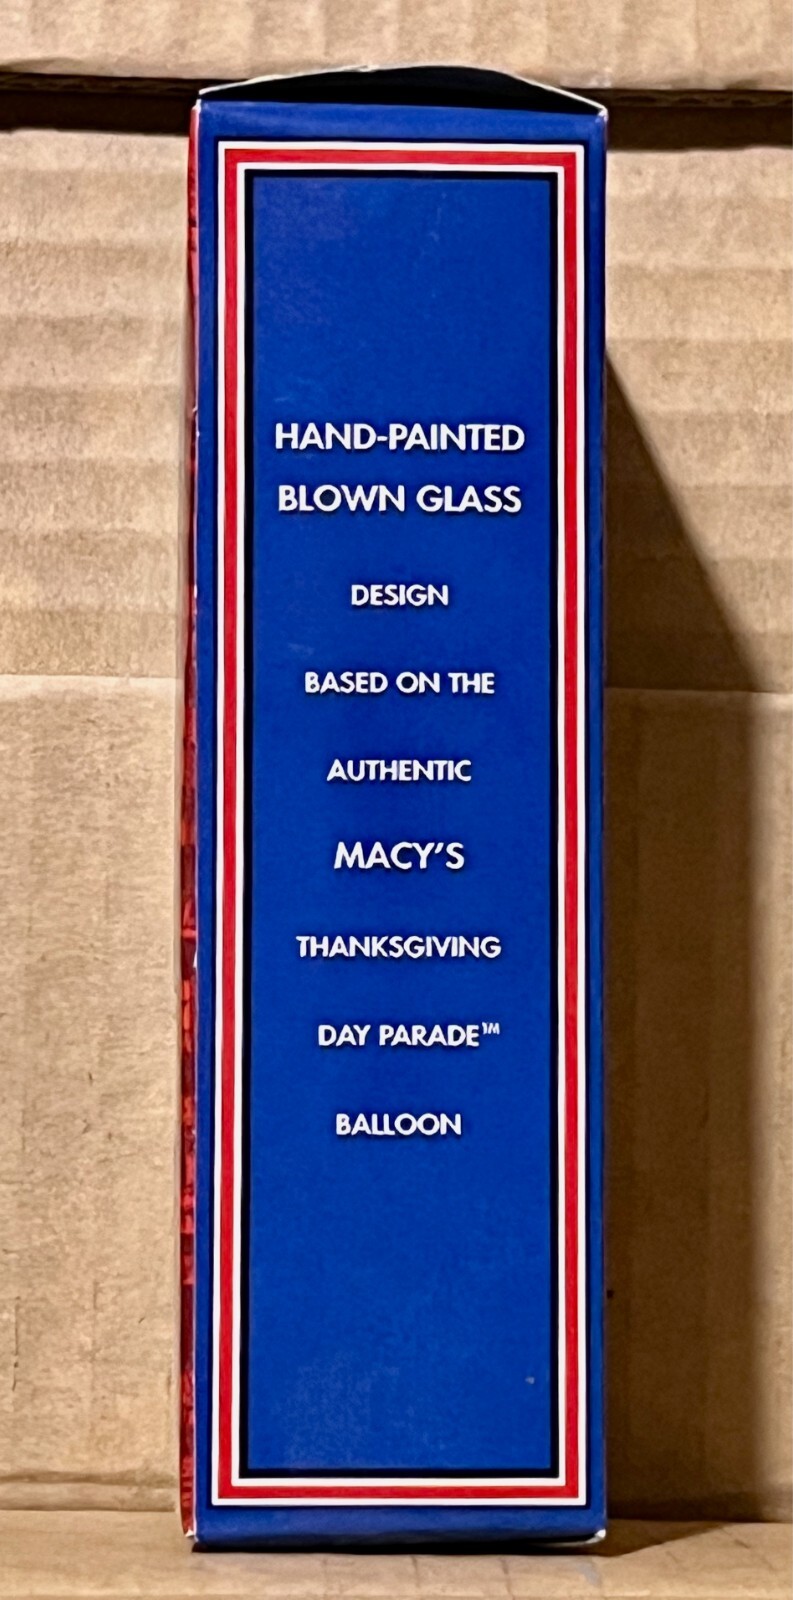 HAND-PAINTED
BLOWN GLASS
DESIGN
BASED ON THE
AUTHENTIC
MACY'S
THANKSGIVING
DAY PARADE™
BALLOON